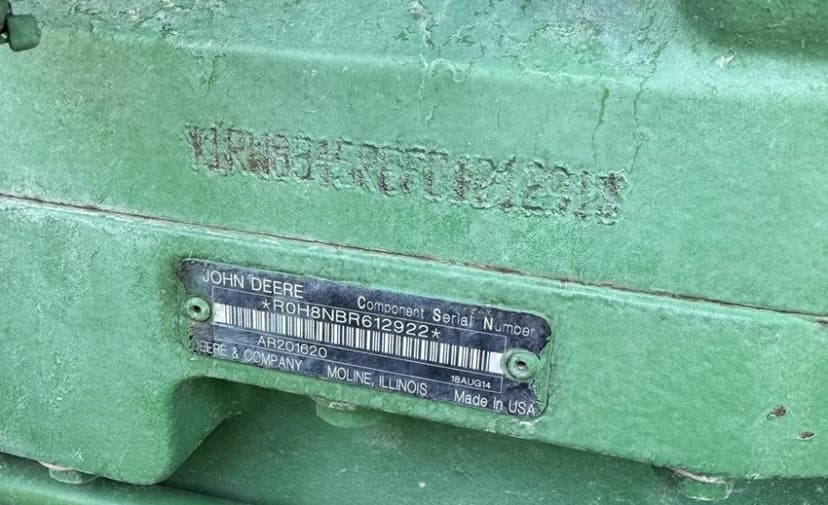 JOHN DEERE Component Serial Number
*R0H8NBR612922*
AR201620
DEERE & COMPANY MOLINE, ILLINOIS 18AUG14 Made in USA